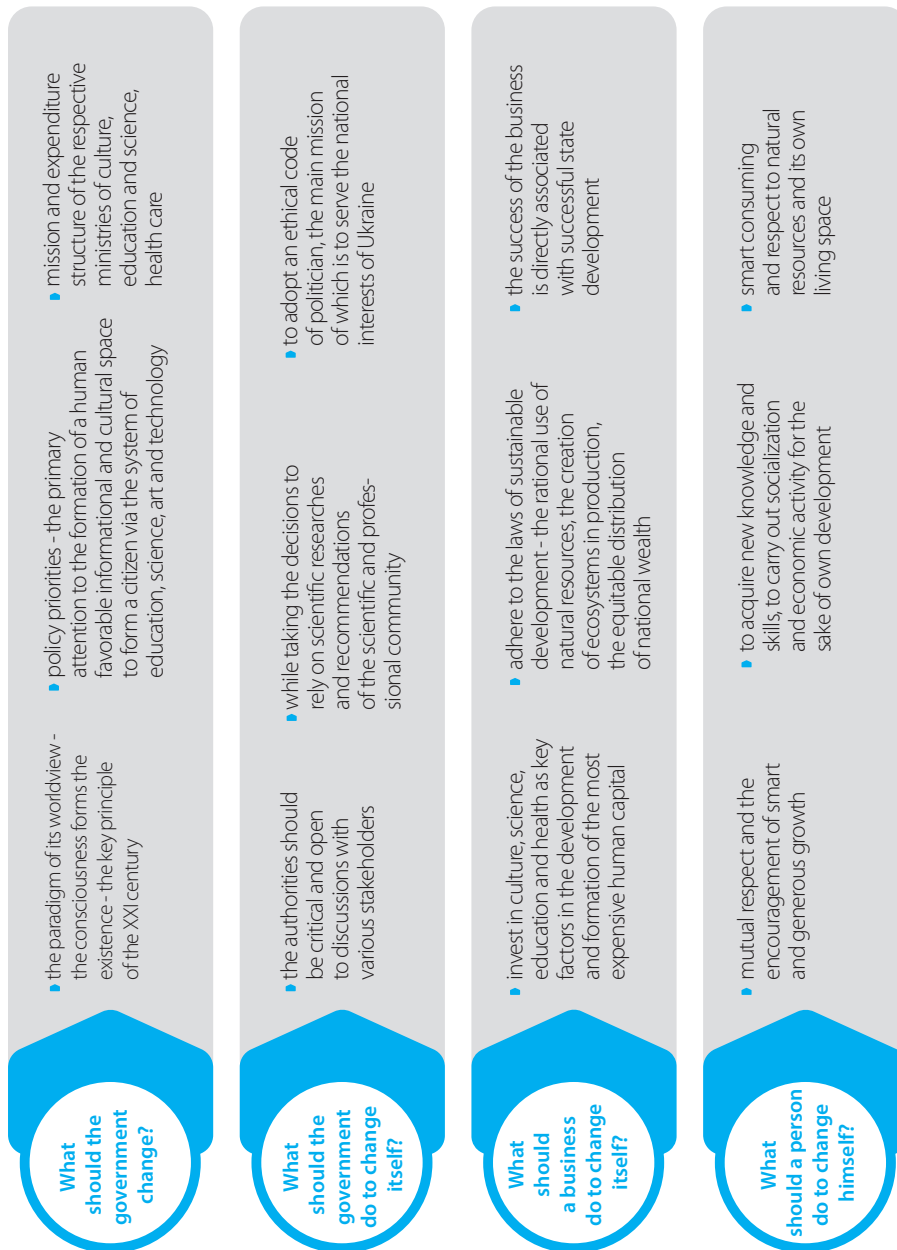 What
should the
government
change?
the paradigm of its worldview -
the consciousness forms the
existence - the key principle
of the XXI century
policy priorities - the primary
attention to the formation of a human
favorable informational and cultural space
to form a citizen via the system of
education, science, art and technology
mission and expenditure
structure of the respective
ministries of culture,
education and science,
health care
What
should the
government
do to change
itself?
the authorities should
be critical and open
to discussions with
various stakeholders
while taking the decisions to
rely on scientific researches
and recommendations
of the scientific and profes-
sional community
to adopt an ethical code
of politician, the main mission
of which is to serve the national
interests of Ukraine
What
should
a business
do to change
itself?
invest in culture, science,
education and health as key
factors in the development
and formation of the most
expensive human capital
adhere to the laws of sustainable
development - the rational use of
natural resources, the creation
of ecosystems in production,
the equitable distribution
of national wealth
the success of the business
is directly associated
with successful state
development
What
should a person
do to change
himself?
mutual respect and the
encouragement of smart
and generous growth
to acquire new knowledge and
skills, to carry out socialization
and economic activity for the
sake of own development
smart consuming
and respect to natural
resources and its own
living space